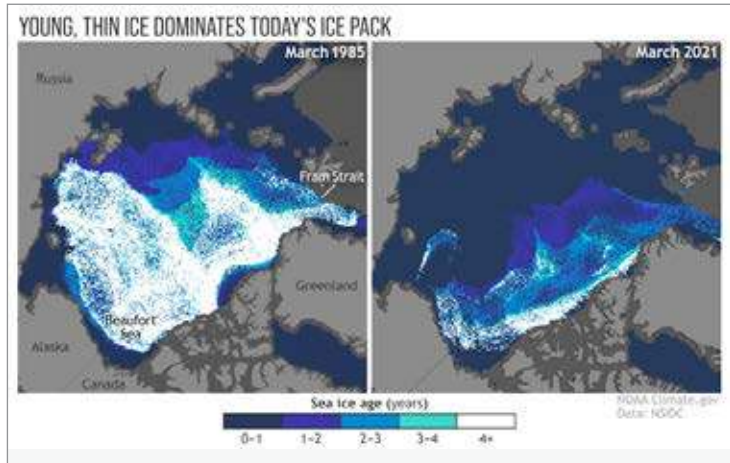 YOUNG, THIN ICE DOMINATES TODAY'S ICE PACK
March 1985
March 2021
Russia
Fram Strait
Greenland
Beaufort
Sea
Alaska
Canada
Sea ice age (years)
0-1
1-2
2-3
3-4
4+
NOAA Climate.gov
Data: NSIDC